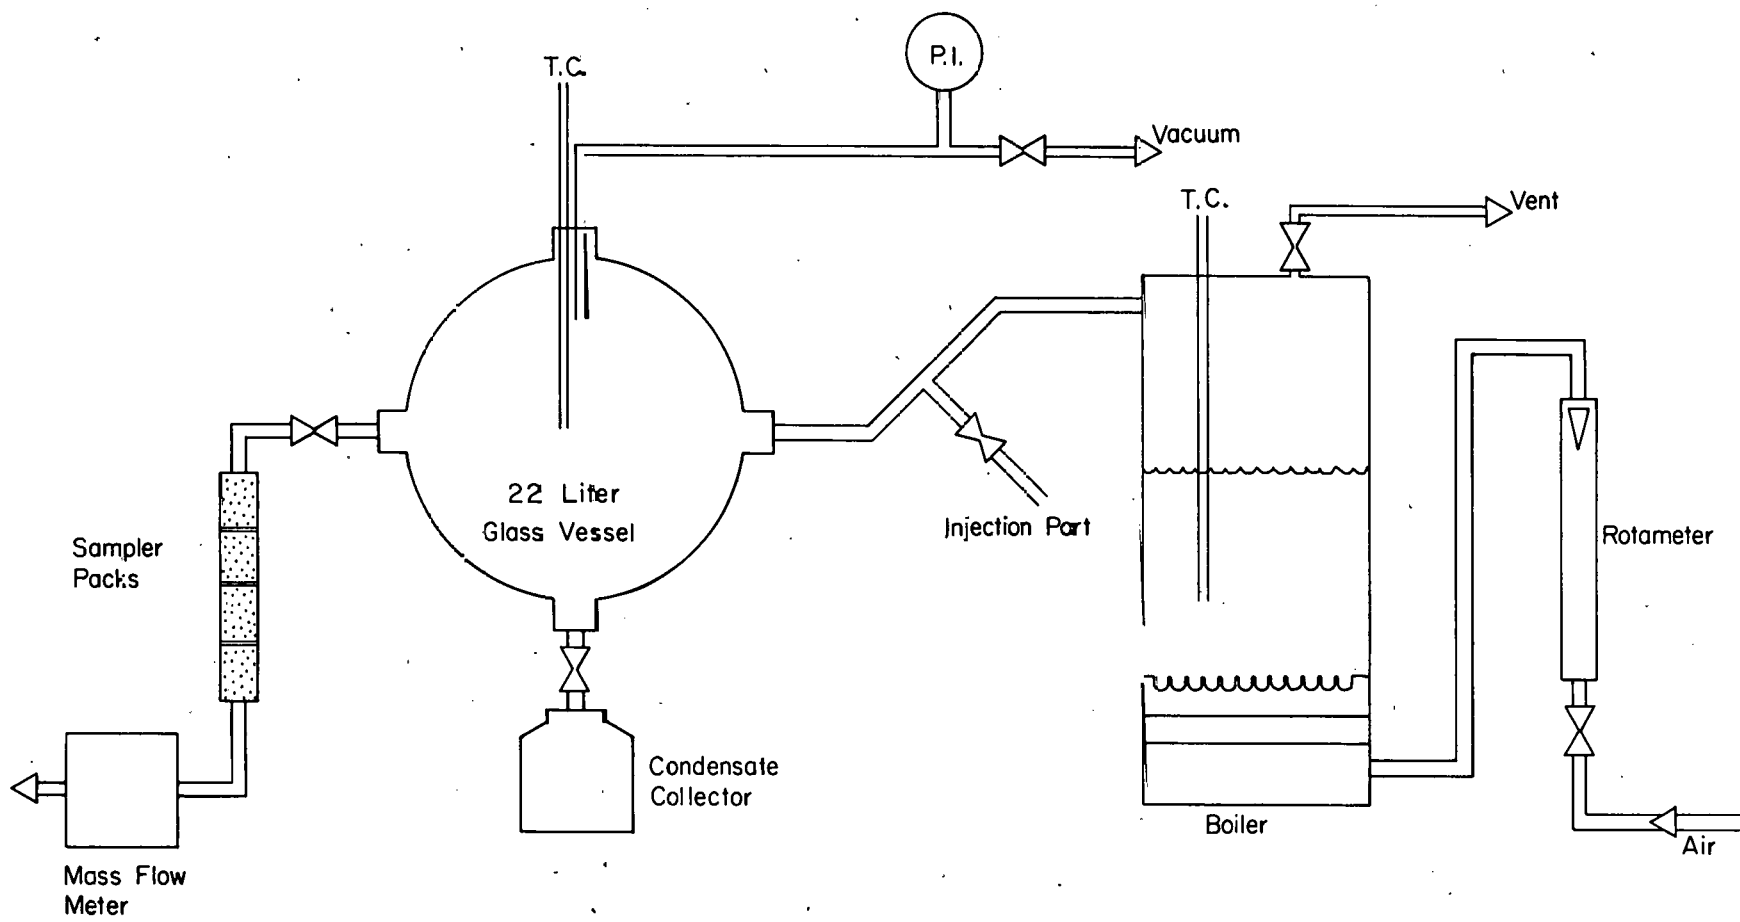 T.C.
P.I.
Vacuum
T.C.
Vent
22 Liter
Glass Vessel
Injection Part
Sampler
Packs
Rotameter
Condensate
Collector
Boiler
Air
Mass Flow
Meter